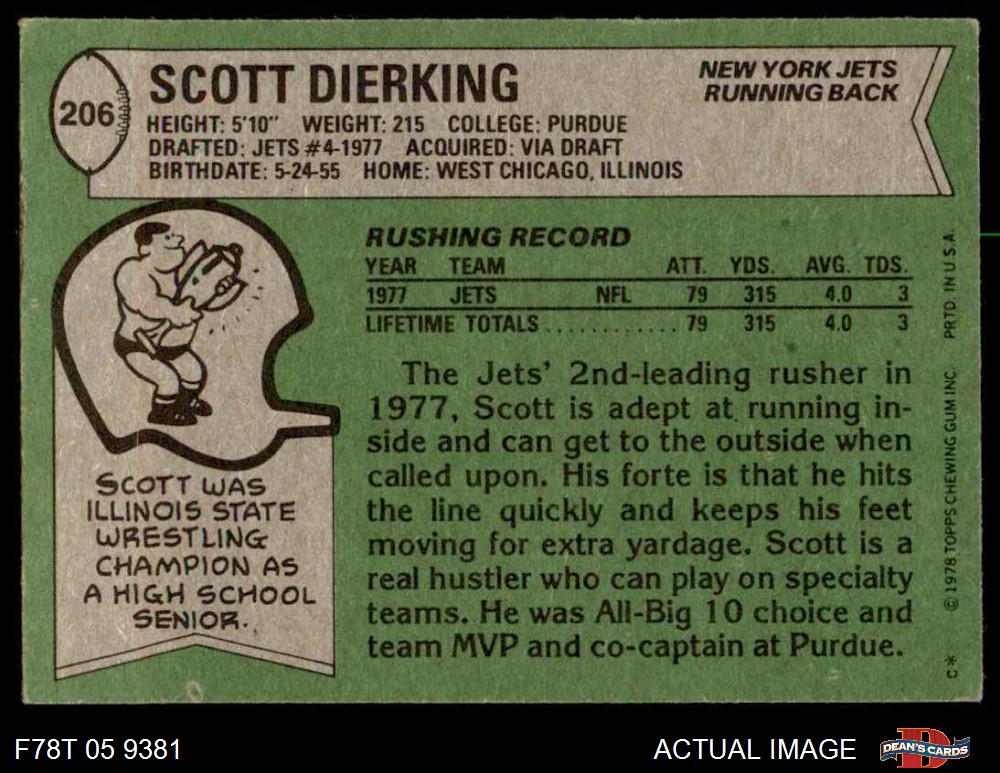 206
SCOTT DIERKING
NEW YORK JETS
RUNNING BACK
HEIGHT: 5'10" WEIGHT: 215 COLLEGE: PURDUE
DRAFTED: JETS #4-1977 ACQUIRED: VIA DRAFT
BIRTHDATE: 5-24-55 HOME: WEST CHICAGO, ILLINOIS
RUSHING RECORD
YEAR TEAM ATT. YDS. AVG. TDS.
1977 JETS NFL 79 315 4.0 3
LIFETIME TOTALS............ 79 315 4.0 3
The Jets' 2nd-leading rusher in
1977, Scott is adept at running in-
side and can get to the outside when
called upon. His forte is that he hits
the line quickly and keeps his feet
moving for extra yardage. Scott is a
real hustler who can play on specialty
teams. He was All-Big 10 choice and
team MVP and co-captain at Purdue.
SCOTT WAS
ILLINOIS STATE
WRESTLING
CHAMPION AS
A HIGH SCHOOL
SENIOR.
C* © 1978 TOPPS CHEWING GUM INC. PRTD. IN U.S.A.
F78T 05 9381
ACTUAL IMAGE
D
DEAN'S CARDS